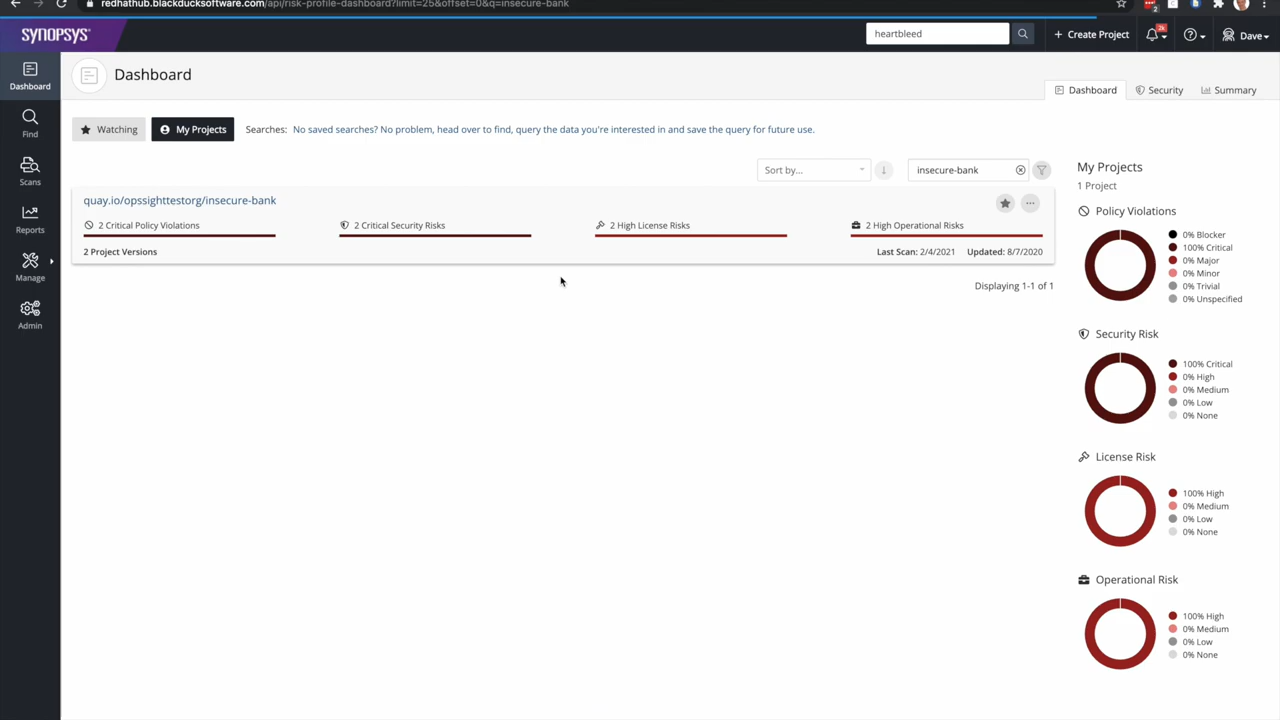 redhathub.blackducksoftware.com/api/risk-profile-dashboard?limit=25&offset=0&q=insecure-bank
2
SYNOPSYS
heartbleed
+ Create Project
Dave
Dashboard
Find
Scans
Reports
Manage
Admin
Dashboard
Dashboard
Security
Summary
Watching
My Projects
Searches: No saved searches? No problem, head over to find, query the data you're interested in and save the query for future use.
Sort by...
insecure-bank
quay.io/opssighttestorg/insecure-bank
2 Critical Policy Violations
2 Critical Security Risks
2 High License Risks
2 High Operational Risks
2 Project Versions
Last Scan: 2/4/2021 Updated: 8/7/2020
Displaying 1-1 of 1
My Projects
1 Project
Policy Violations
0% Blocker
100% Critical
0% Major
0% Minor
0% Trivial
0% Unspecified
Security Risk
100% Critical
0% High
0% Medium
0% Low
0% None
License Risk
100% High
0% Medium
0% Low
0% None
Operational Risk
100% High
0% Medium
0% Low
0% None